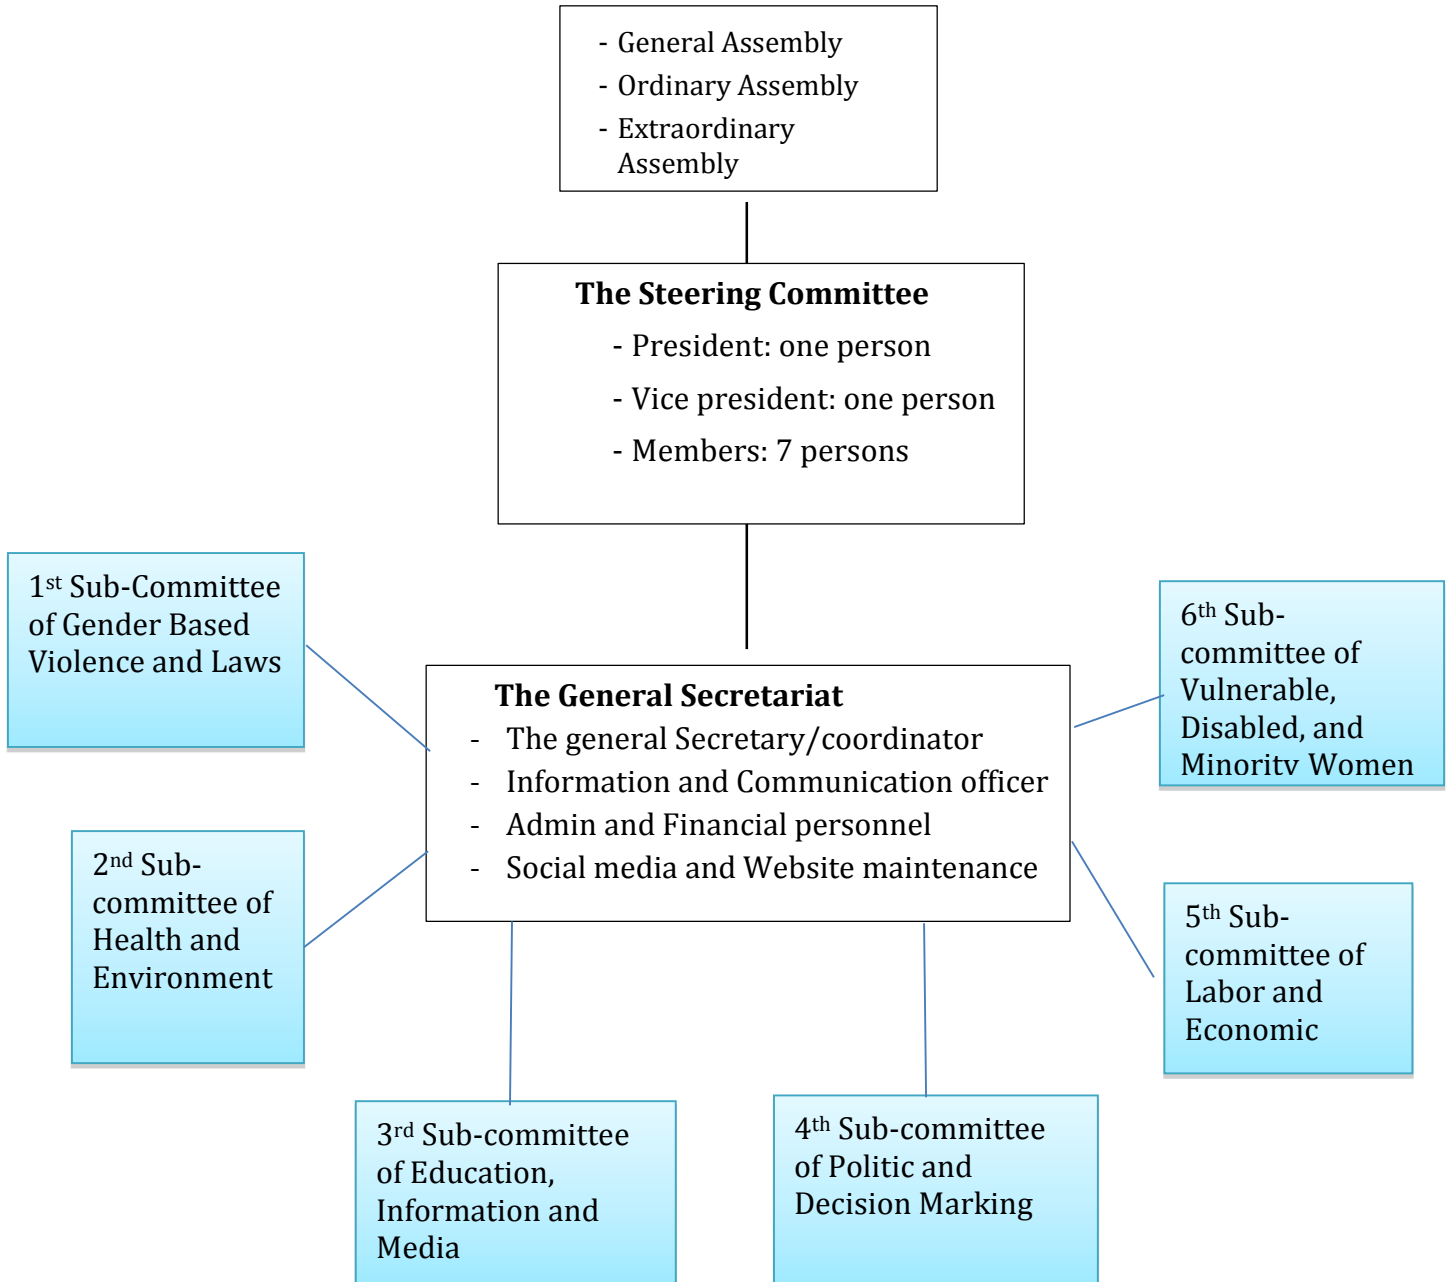 - General Assembly
- Ordinary Assembly
- Extraordinary
Assembly
The Steering Committee
- President: one person
- Vice president: one person
- Members: 7 persons
1st Sub-Committee
of Gender Based
Violence and Laws
6th Sub-
committee of
Vulnerable,
Disabled, and
Minority Women
The General Secretariat
- The general Secretary/coordinator
- Information and Communication officer
- Admin and Financial personnel
- Social media and Website maintenance
2nd Sub-
committee of
Health and
Environment
5th Sub-
committee of
Labor and
Economic
3rd Sub-committee
of Education,
Information and
Media
4th Sub-committee
of Politic and
Decision Marking